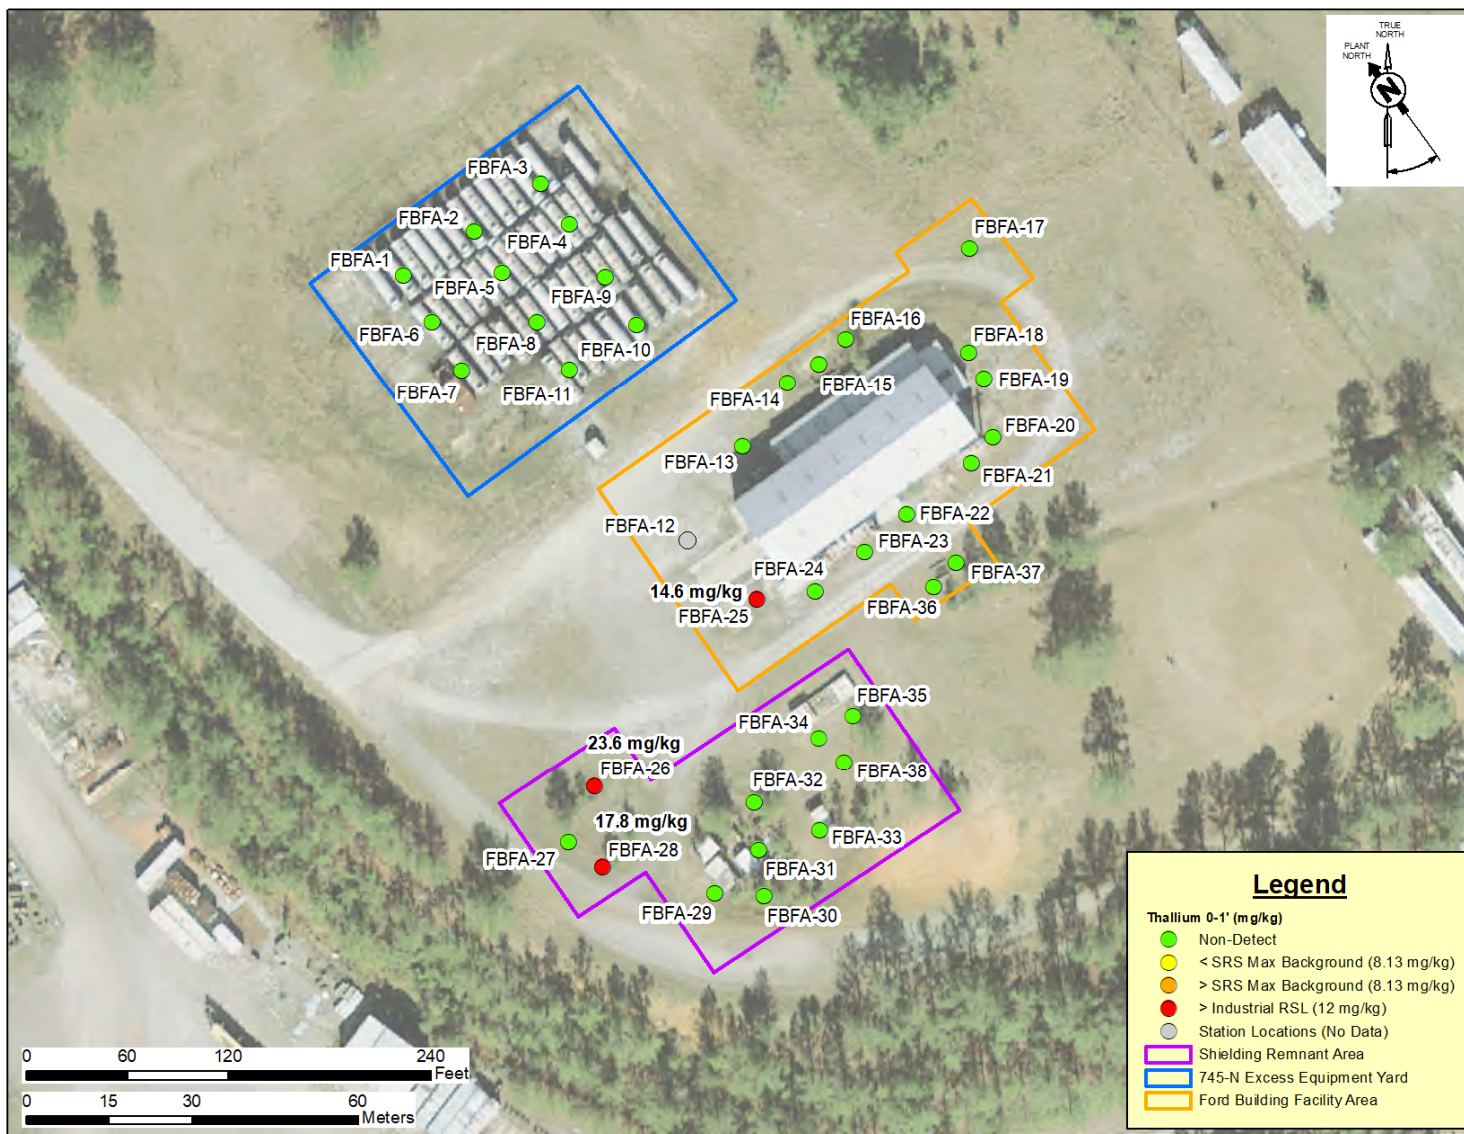 TRUE
NORTH
PLANT
NORTH
N
FBFA-3
FBFA-2
FBFA-4
FBFA-1
FBFA-5
FBFA-9
FBFA-6
FBFA-8
FBFA-10
FBFA-7
FBFA-11
FBFA-17
FBFA-16
FBFA-18
FBFA-15
FBFA-19
FBFA-14
FBFA-20
FBFA-13
FBFA-21
FBFA-22
FBFA-12
FBFA-23
FBFA-24
FBFA-37
14.6 mg/kg
FBFA-36
FBFA-25
FBFA-35
FBFA-34
23.6 mg/kg
FBFA-26
FBFA-38
FBFA-32
17.8 mg/kg
FBFA-33
FBFA-27
FBFA-28
FBFA-31
FBFA-29
FBFA-30
Legend
Thallium 0-1' (mg/kg)
Non-Detect
< SRS Max Background (8.13 mg/kg)
> SRS Max Background (8.13 mg/kg)
> Industrial RSL (12 mg/kg)
Station Locations (No Data)
Shielding Remnant Area
745-N Excess Equipment Yard
Ford Building Facility Area
0 60 120 240
Feet
0 15 30 60
Meters